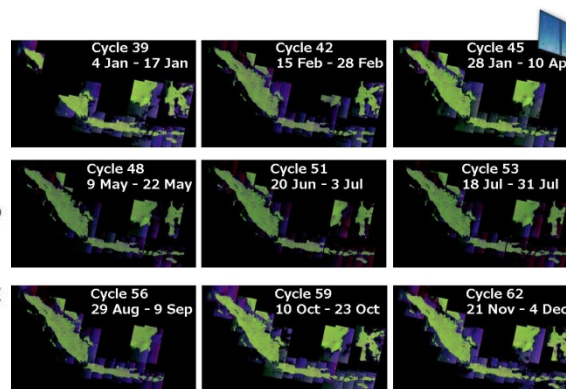 Cycle 39
4 Jan - 17 Jan
Cycle 42
15 Feb - 28 Feb
Cycle 45
28 Jan - 10 Ap
Cycle 48
9 May - 22 May
Cycle 51
20 Jun - 3 Jul
Cycle 53
18 Jul - 31 Jul
Cycle 56
29 Aug - 9 Sep
Cycle 59
10 Oct - 23 Oct
Cycle 62
21 Nov - 4 Dec